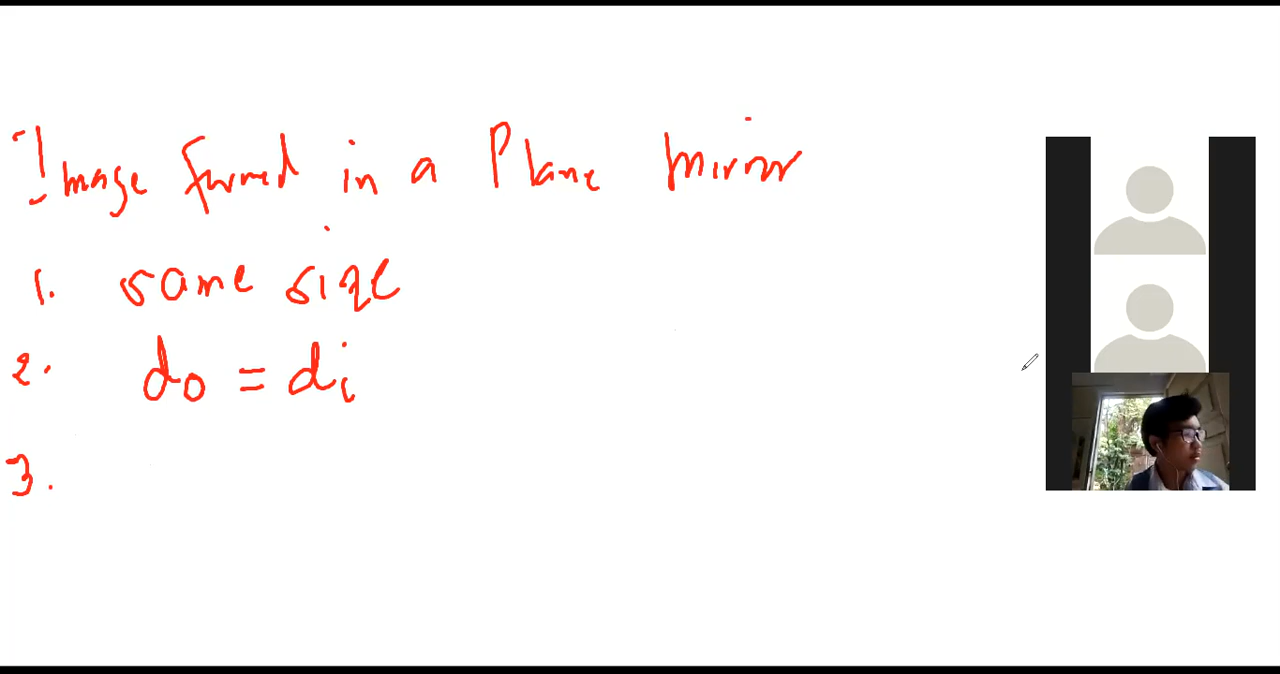 Image formed in a Plane mirror
1. same size
2. do = di
3.